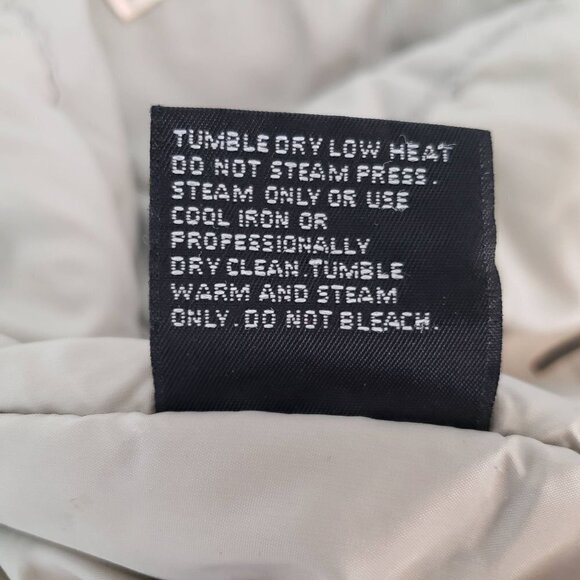 TUMBLE DRY LOW HEAT
DO NOT STEAM PRESS.
STEAM ONLY OR USE
COOL IRON OR
PROFESSIONALLY
DRY CLEAN.TUMBLE
WARM AND STEAM
ONLY.DO NOT BLEACH.